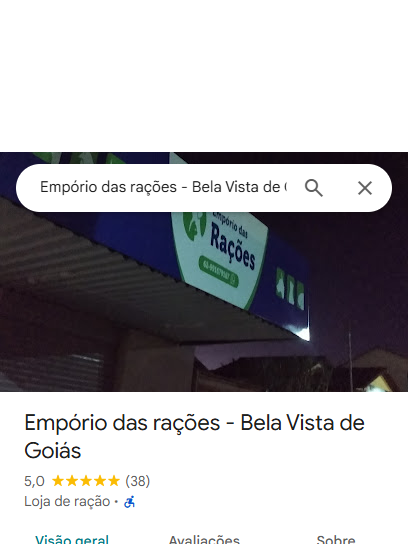 Empório das rações - Bela Vista de
Empório das
Rações
Empório das rações - Bela Vista de
Goiás
5,0 (38)
Loja de ração ·
Visão geral Avaliações Sobre